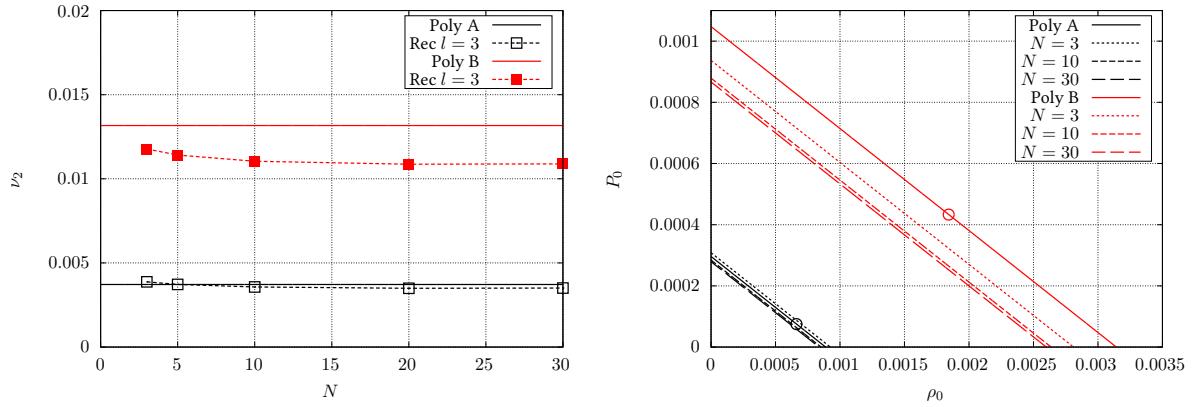 0.02
0.015
0.01
0.005
0
0
5
10
15
20
25
30
ν₂
N
Poly A
Rec l = 3
Poly B
Rec l = 3
0.001
0.0008
0.0006
0.0004
0.0002
0
0
0.0005
0.001
0.0015
0.002
0.0025
0.003
0.0035
P₀
ρ₀
Poly A
N = 3
N = 10
N = 30
Poly B
N = 3
N = 10
N = 30